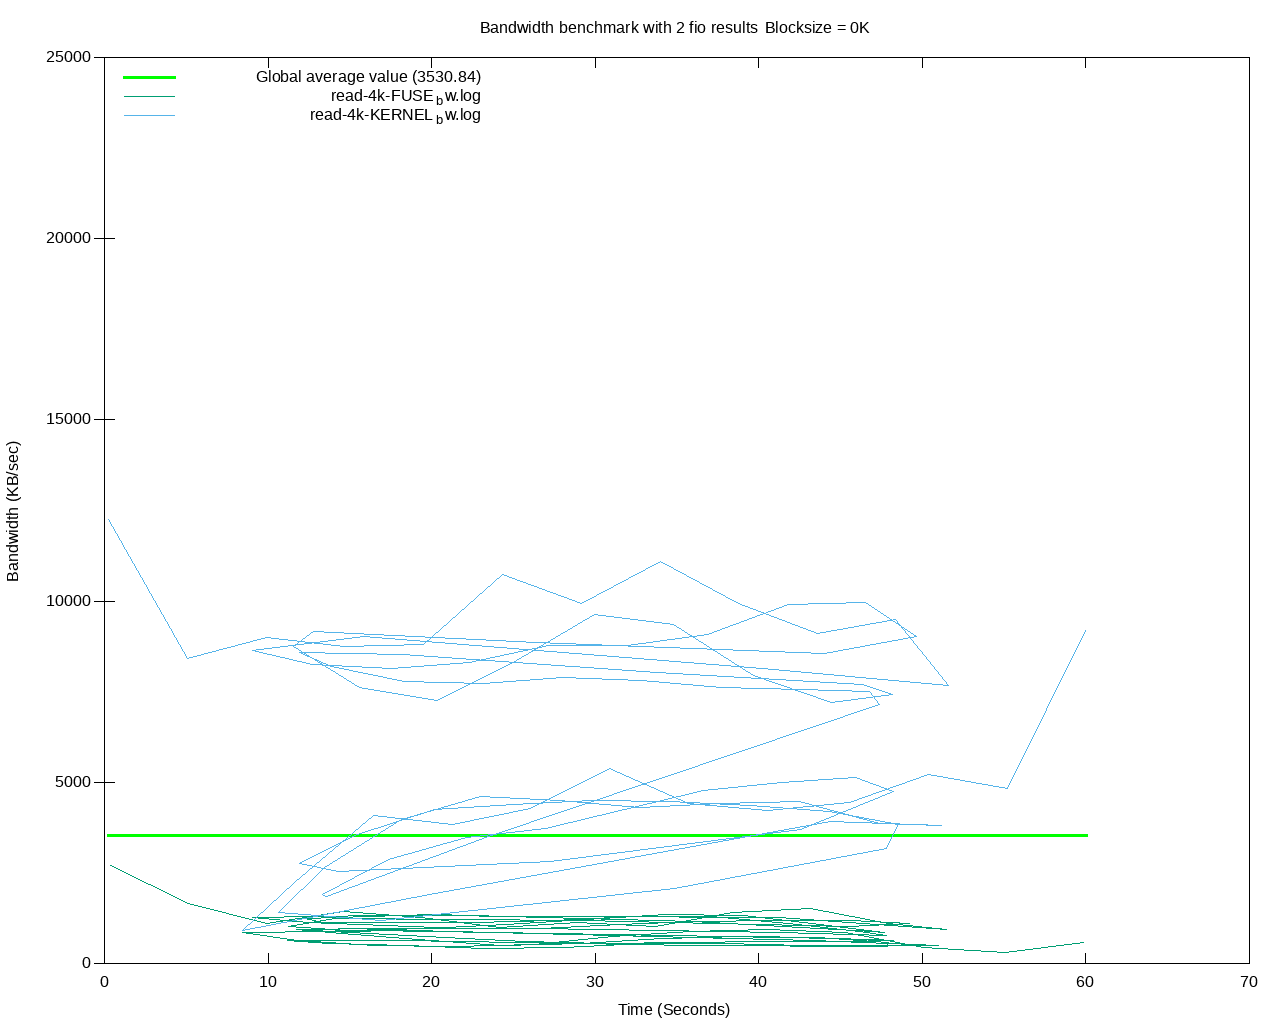 Bandwidth benchmark with 2 fio results Blocksize = 0K
25000
20000
15000
10000
5000
0
Global average value (3530.84)
read-4k-FUSE_bw.log
read-4k-KERNEL_bw.log
Bandwidth (KB/sec)
0 10 20 30 40 50 60 70
Time (Seconds)